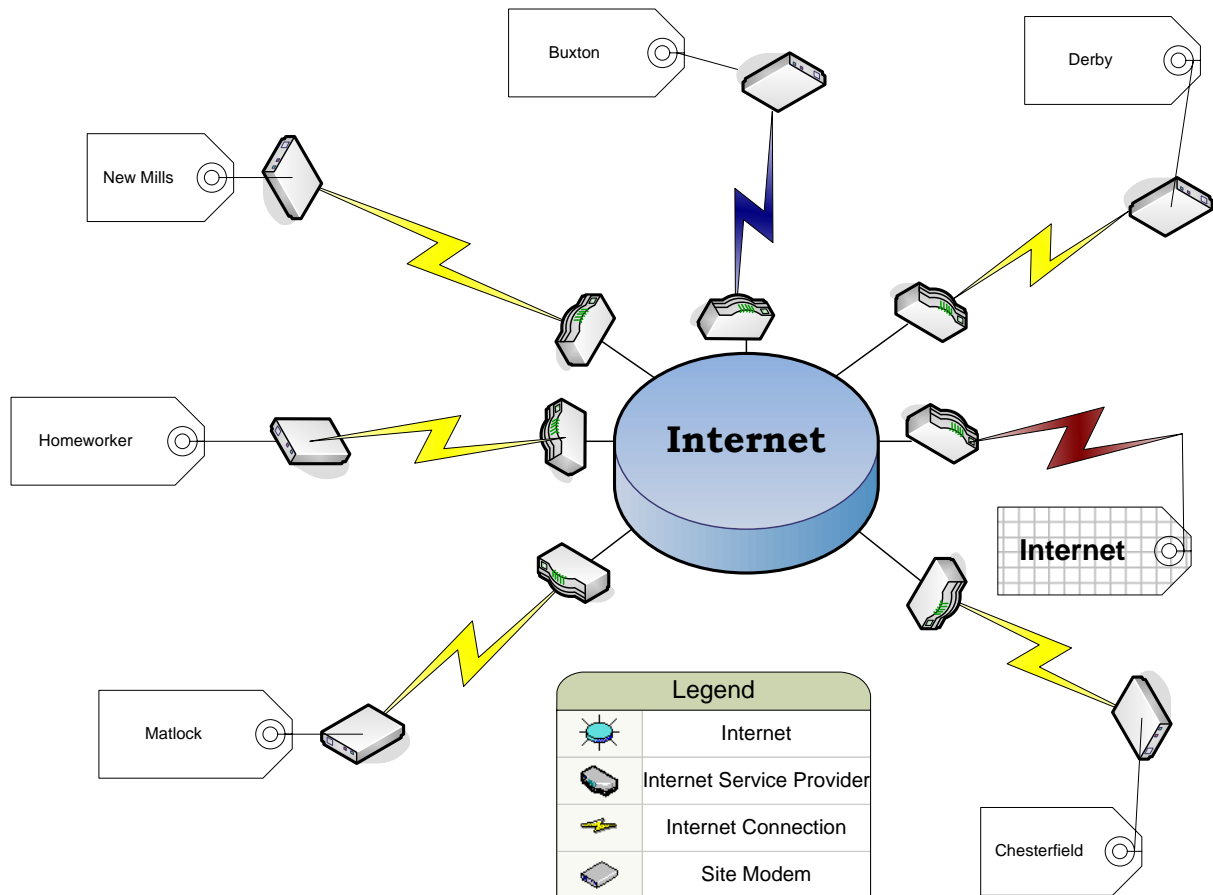 Buxton
Derby
New Mills
Homeworker
Internet
Internet
Matlock
Chesterfield
Legend
Internet
Internet Service Provider
Internet Connection
Site Modem